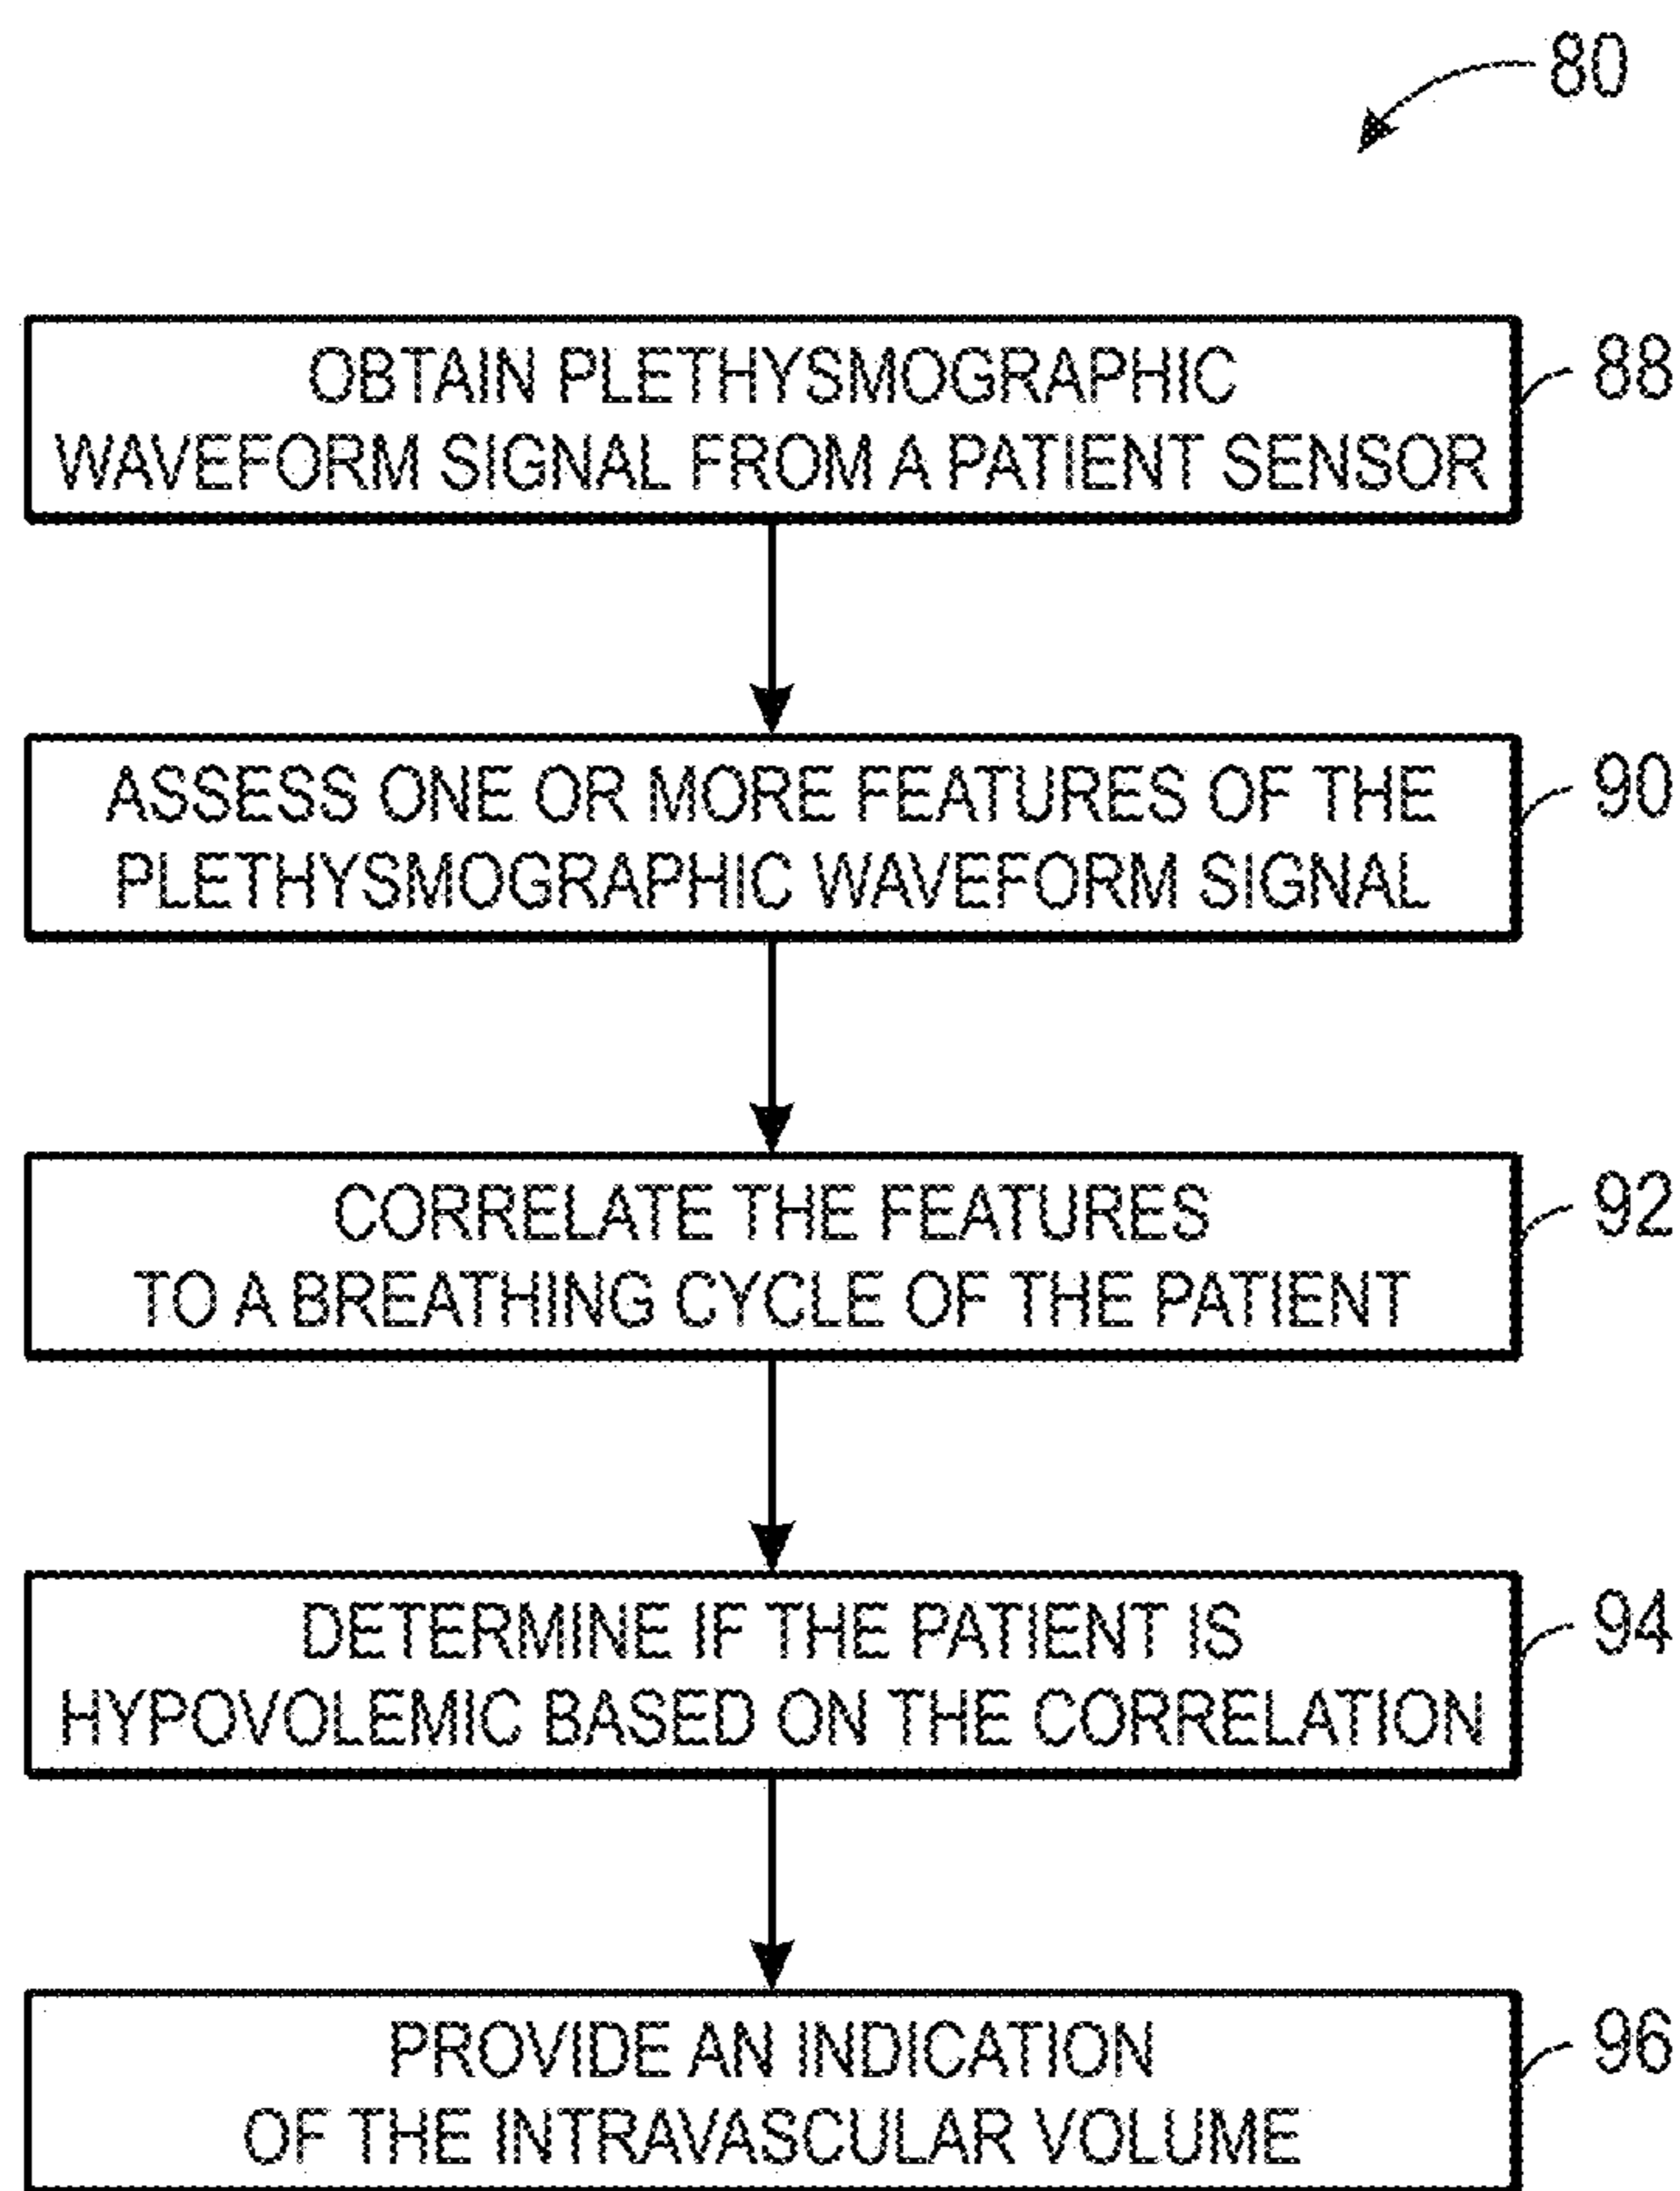 80
OBTAIN PLETHYSMOGRAPHIC
WAVEFORM SIGNAL FROM A PATIENT SENSOR
88
ASSESS ONE OR MORE FEATURES OF THE
PLETHYSMOGRAPHIC WAVEFORM SIGNAL
90
CORRELATE THE FEATURES
TO A BREATHING CYCLE OF THE PATIENT
92
DETERMINE IF THE PATIENT IS
HYPOVOLEMIC BASED ON THE CORRELATION
94
PROVIDE AN INDICATION
OF THE INTRAVASCULAR VOLUME
96